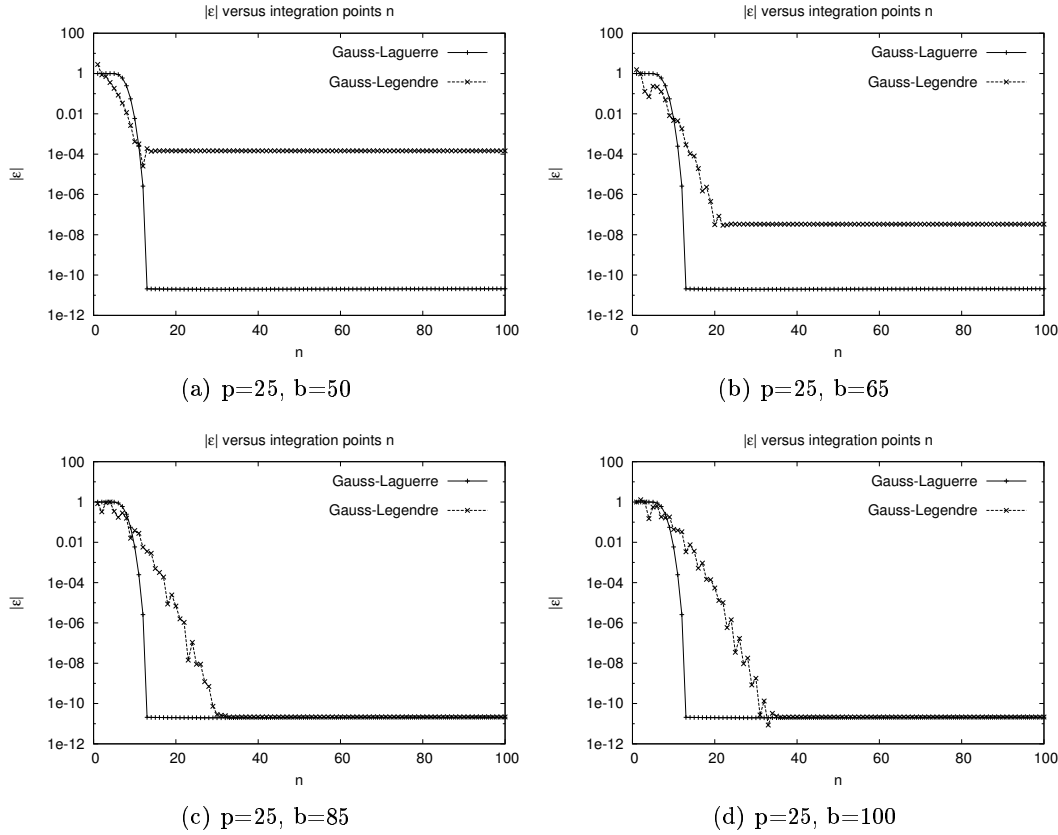 |ε| versus integration points n
100
1
0.01
1e-04
1e-06
1e-08
1e-10
1e-12
|ε|
Gauss-Laguerre
Gauss-Legendre
0 20 40 60 80 100
n
(a) p=25, b=50
|ε| versus integration points n
100
1
0.01
1e-04
1e-06
1e-08
1e-10
1e-12
|ε|
Gauss-Laguerre
Gauss-Legendre
0 20 40 60 80 100
n
(b) p=25, b=65
|ε| versus integration points n
100
1
0.01
1e-04
1e-06
1e-08
1e-10
1e-12
|ε|
Gauss-Laguerre
Gauss-Legendre
0 20 40 60 80 100
n
(c) p=25, b=85
|ε| versus integration points n
100
1
0.01
1e-04
1e-06
1e-08
1e-10
1e-12
|ε|
Gauss-Laguerre
Gauss-Legendre
0 20 40 60 80 100
n
(d) p=25, b=100